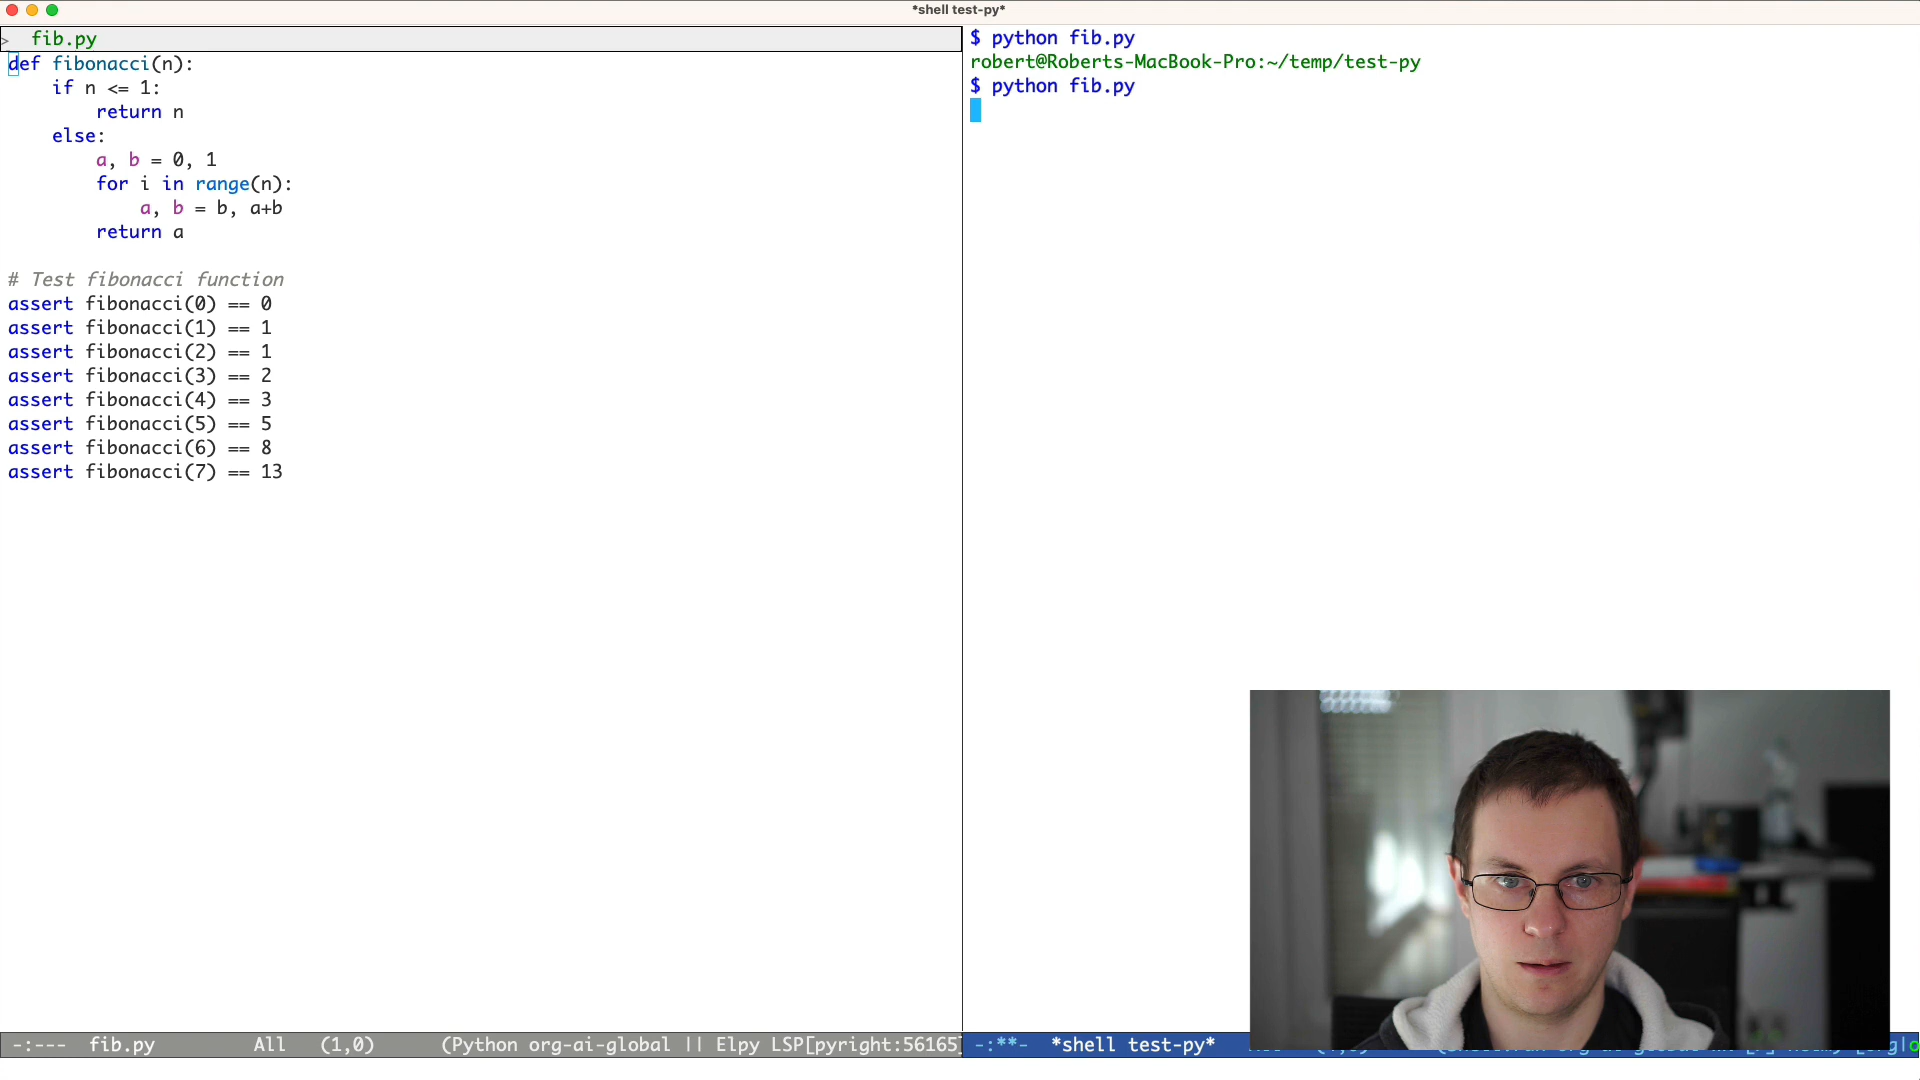 *shell test-py*
> fib.py
def fibonacci(n):
    if n <= 1:
        return n
    else:
        a, b = 0, 1
        for i in range(n):
            a, b = b, a+b
        return a
# Test fibonacci function
assert fibonacci(0) == 0
assert fibonacci(1) == 1
assert fibonacci(2) == 1
assert fibonacci(3) == 2
assert fibonacci(4) == 3
assert fibonacci(5) == 5
assert fibonacci(6) == 8
assert fibonacci(7) == 13
-:--- fib.py All (1,0) (Python org-ai-global || Elpy LSP[pyright:56165]
$ python fib.py
robert@Roberts-MacBook-Pro:~/temp/test-py
$ python fib.py
-:**- *shell test-py*